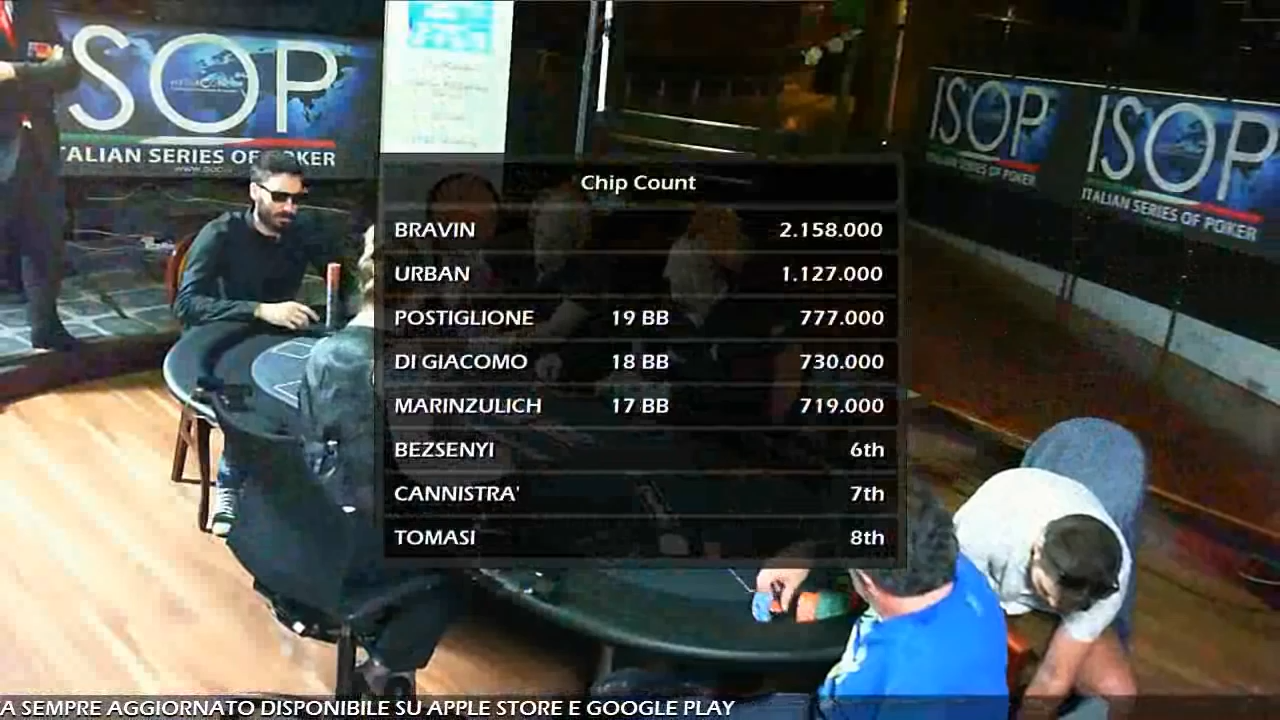 SOP
TALIAN SERIES OF POKER
ISOP
ITALIAN SERIES OF POKER
ISOP
ITALIAN SERIES OF POKER
Chip Count
BRAVIN 2.158.000
URBAN 1.127.000
POSTIGLIONE 19 BB 777.000
DI GIACOMO 18 BB 730.000
MARINZULICH 17 BB 719.000
BEZSENYI 6th
CANNISTRA' 7th
TOMASI 8th
A SEMPRE AGGIORNATO DISPONIBILE SU APPLE STORE E GOOGLE PLAY